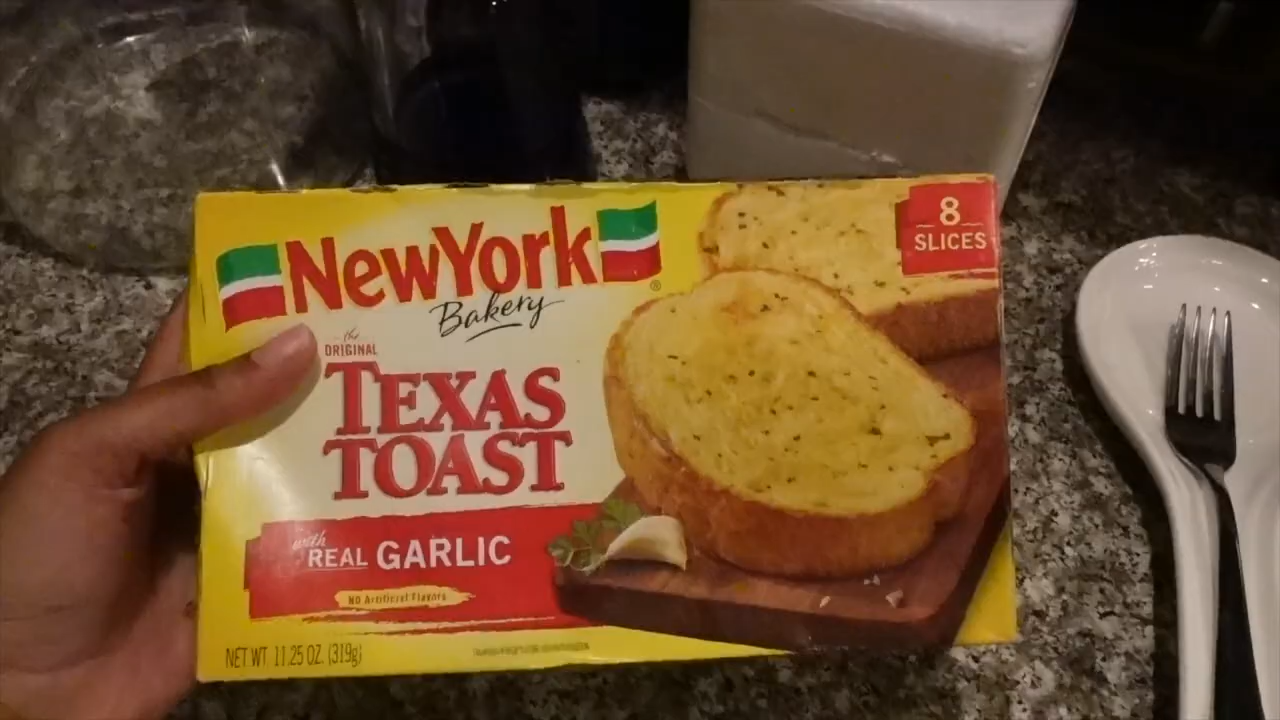 NewYork
Bakery
the
ORIGINAL
TEXAS
TOAST
with
REAL GARLIC
NO Artificial Flavors
NET WT. 11.25 OZ. (319g)
8
SLICES